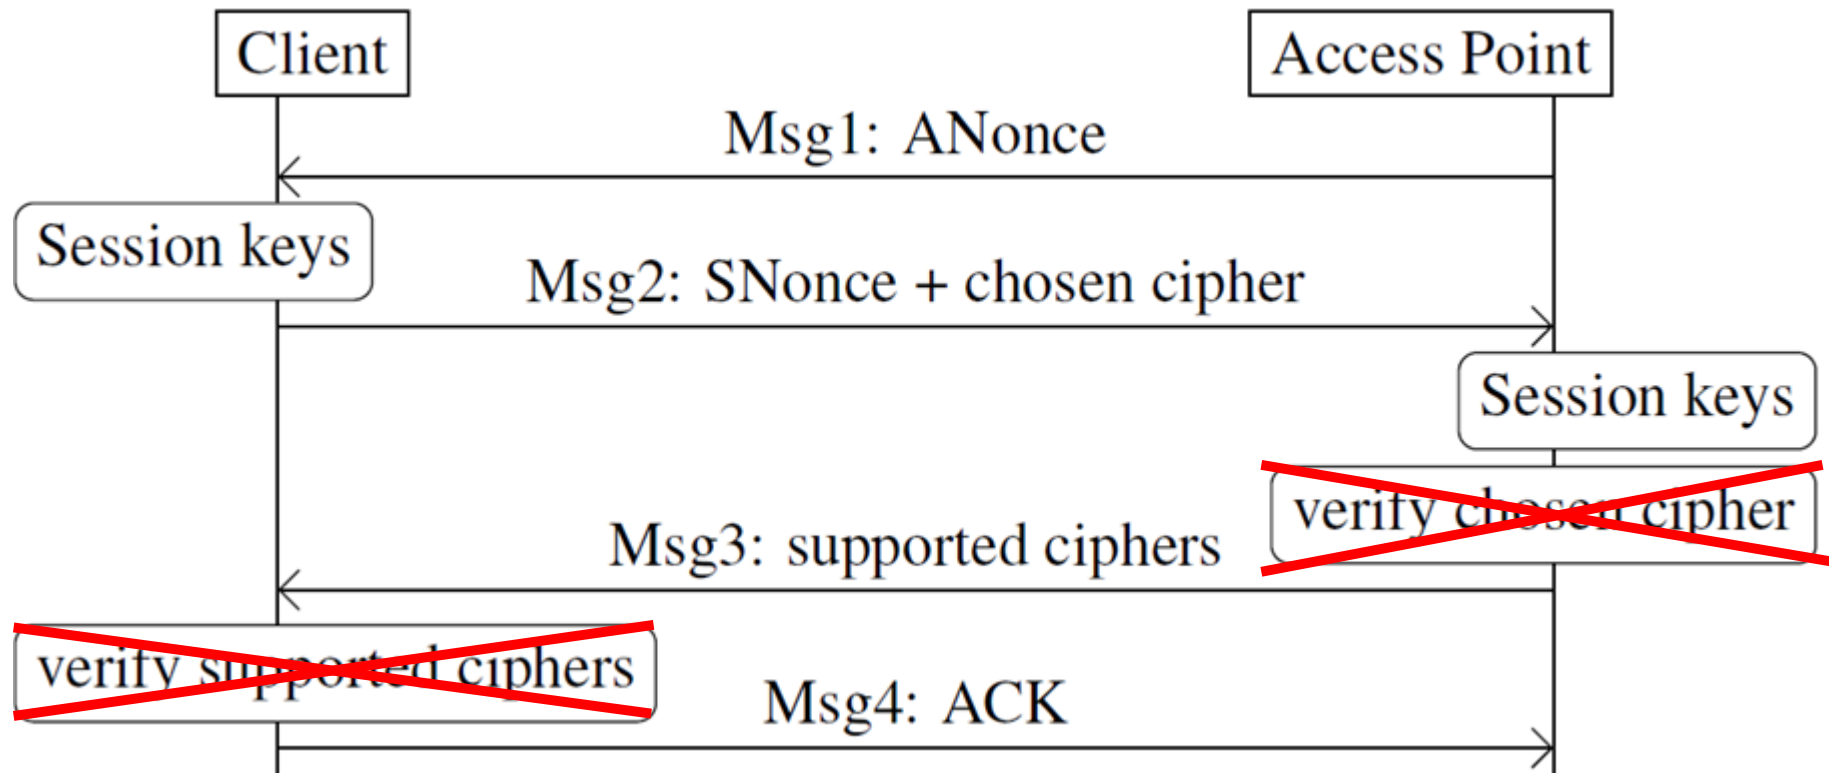 Client
Access Point
Msg1: ANonce
Session keys
Msg2: SNonce + chosen cipher
Session keys
verify chosen cipher
Msg3: supported ciphers
verify supported ciphers
Msg4: ACK